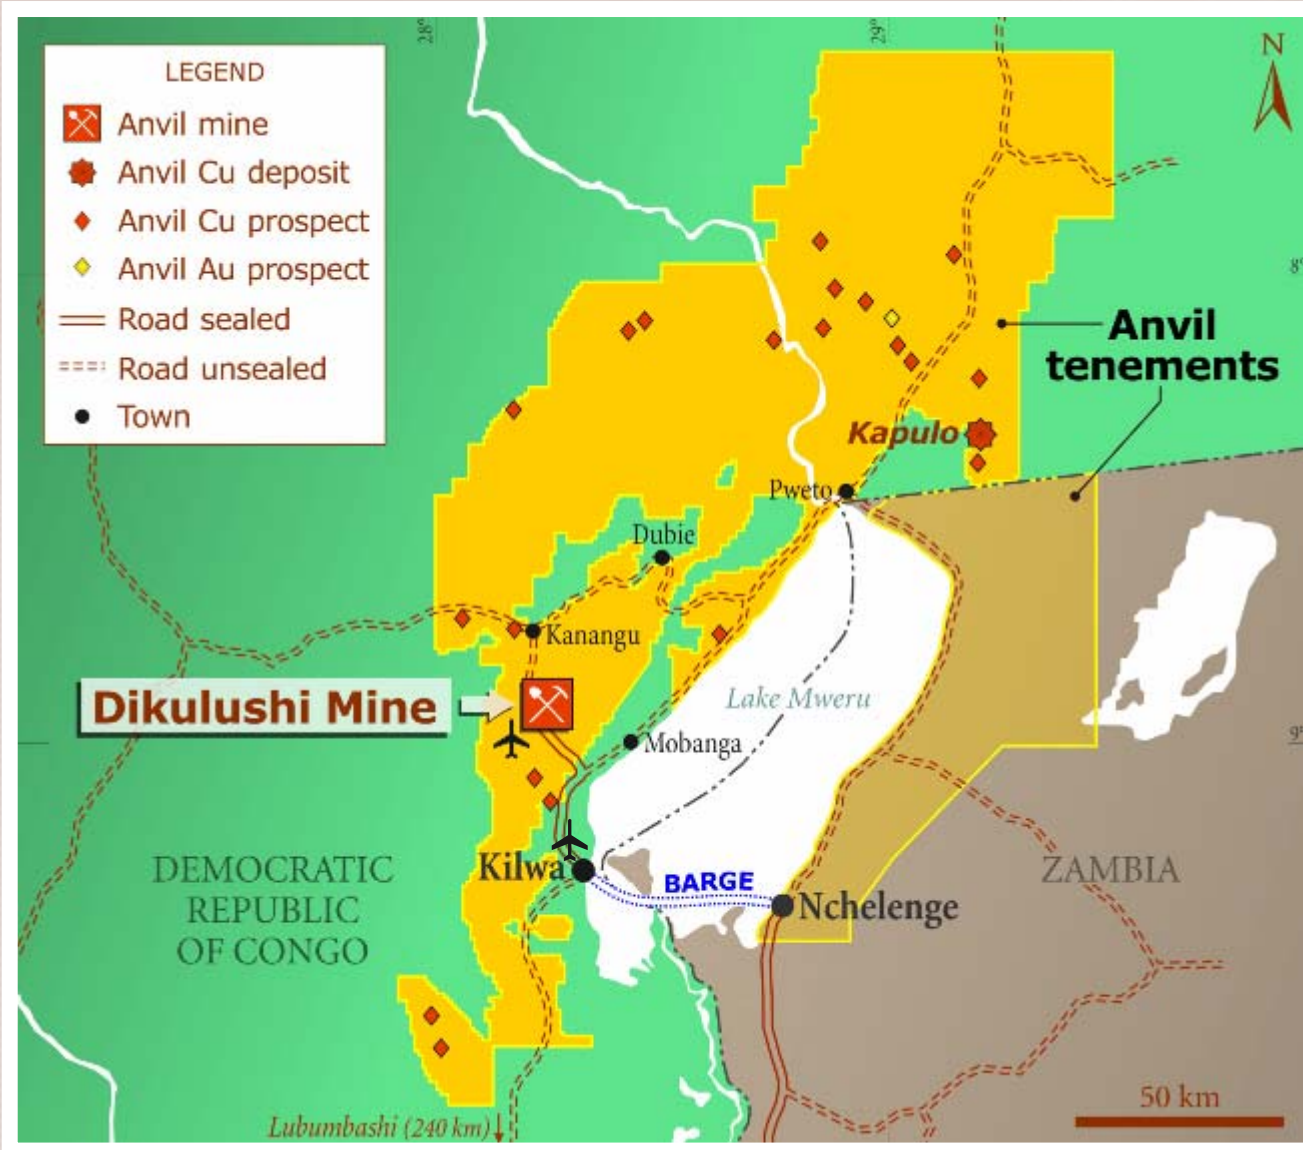 28°
29°
N
LEGEND
Anvil mine
Anvil Cu deposit
Anvil Cu prospect
Anvil Au prospect
Road sealed
Road unsealed
Town
8°
Anvil
tenements
Kapulo
Pweto
Dubie
Kanangu
Dikulushi Mine
Lake Mweru
Mobanga
9°
DEMOCRATIC
REPUBLIC
OF CONGO
Kilwa
BARGE
Nchelenge
ZAMBIA
50 km
Lubumbashi (240 km)